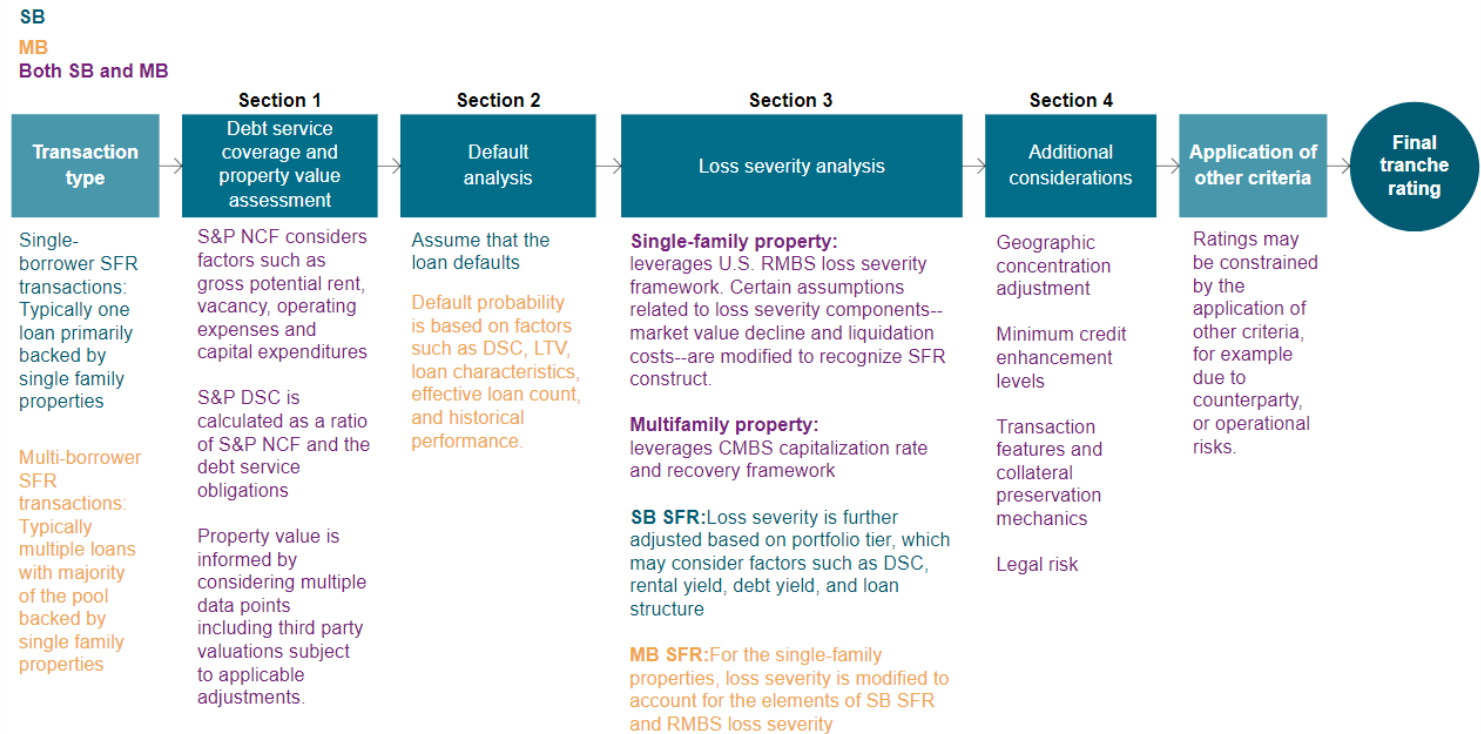 SB
MB
Both SB and MB
Section 1
Section 2
Section 3
Section 4
Transaction
type
Debt service
coverage and
property value
assessment
Default
analysis
Loss severity analysis
Additional
considerations
Application of
other criteria
Final
tranche
rating
Single-
borrower SFR
transactions:
Typically one
loan primarily
backed by
single family
properties
Multi-borrower
SFR
transactions:
Typically
multiple loans
with majority
of the pool
backed by
single family
properties
S&P NCF considers
factors such as
gross potential rent,
vacancy, operating
expenses and
capital expenditures
S&P DSC is
calculated as a ratio
of S&P NCF and the
debt service
obligations
Property value is
informed by
considering multiple
data points
including third party
valuations subject
to applicable
adjustments.
Assume that the
loan defaults
Default probability
is based on factors
such as DSC, LTV,
loan characteristics,
effective loan count,
and historical
performance.
Single-family property:
leverages U.S. RMBS loss severity
framework. Certain assumptions
related to loss severity components--
market value decline and liquidation
costs--are modified to recognize SFR
construct.
Multifamily property:
leverages CMBS capitalization rate
and recovery framework
SB SFR:Loss severity is further
adjusted based on portfolio tier, which
may consider factors such as DSC,
rental yield, debt yield, and loan
structure
MB SFR:For the single-family
properties, loss severity is modified to
account for the elements of SB SFR
and RMBS loss severity
Geographic
concentration
adjustment
Minimum credit
enhancement
levels
Transaction
features and
collateral
preservation
mechanics
Legal risk
Ratings may
be constrained
by the
application of
other criteria,
for example
due to
counterparty,
or operational
risks.